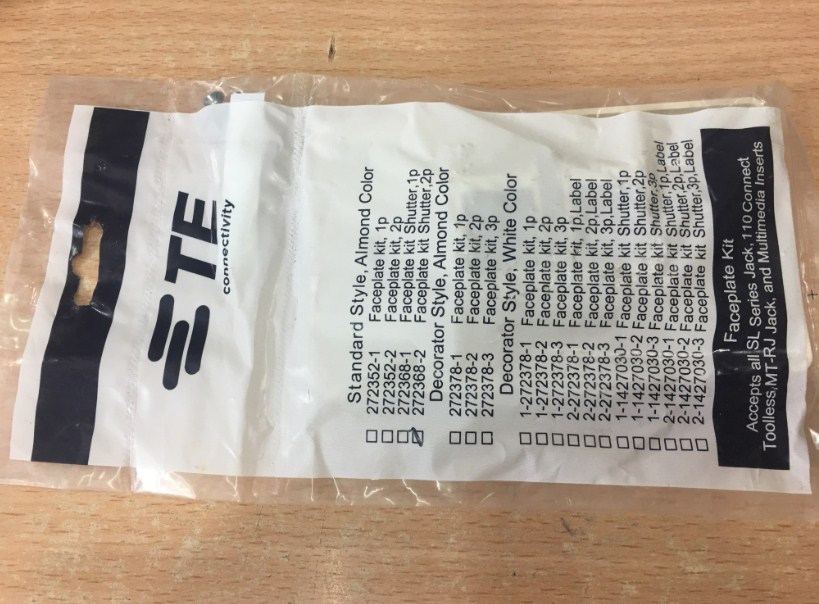 TE
connectivity
Standard Style, Almond Color
272352-1 Faceplate kit, 1p
272352-2 Faceplate kit, 2p
272368-1 Faceplate kit Shutter,1p
272368-2 Faceplate kit Shutter,2p
Decorator Style, Almond Color
272378-1 Faceplate kit, 1p
272378-2 Faceplate kit, 2p
272378-3 Faceplate kit, 3p
Decorator Style, White Color
1-272378-1 Faceplate kit, 1p
1-272378-2 Faceplate kit, 2p
1-272378-3 Faceplate kit, 3p
2-272378-1 Faceplate kit, 1p,Label
2-272378-2 Faceplate kit, 2p,Label
2-272378-3 Faceplate kit, 3p,Label
1-1427030-1 Faceplate kit Shutter,1p
1-1427030-2 Faceplate kit Shutter,2p
1-1427030-3 Faceplate kit Shutter,3p
2-1427030-1 Faceplate kit Shutter,1p,Label
2-1427030-2 Faceplate kit Shutter,2p,Label
2-1427030-3 Faceplate kit Shutter,3p,Label
Faceplate Kit
Accepts all SL Series Jack,110 Connect
Toolless,MT-RJ Jack, and Multimedia Inserts